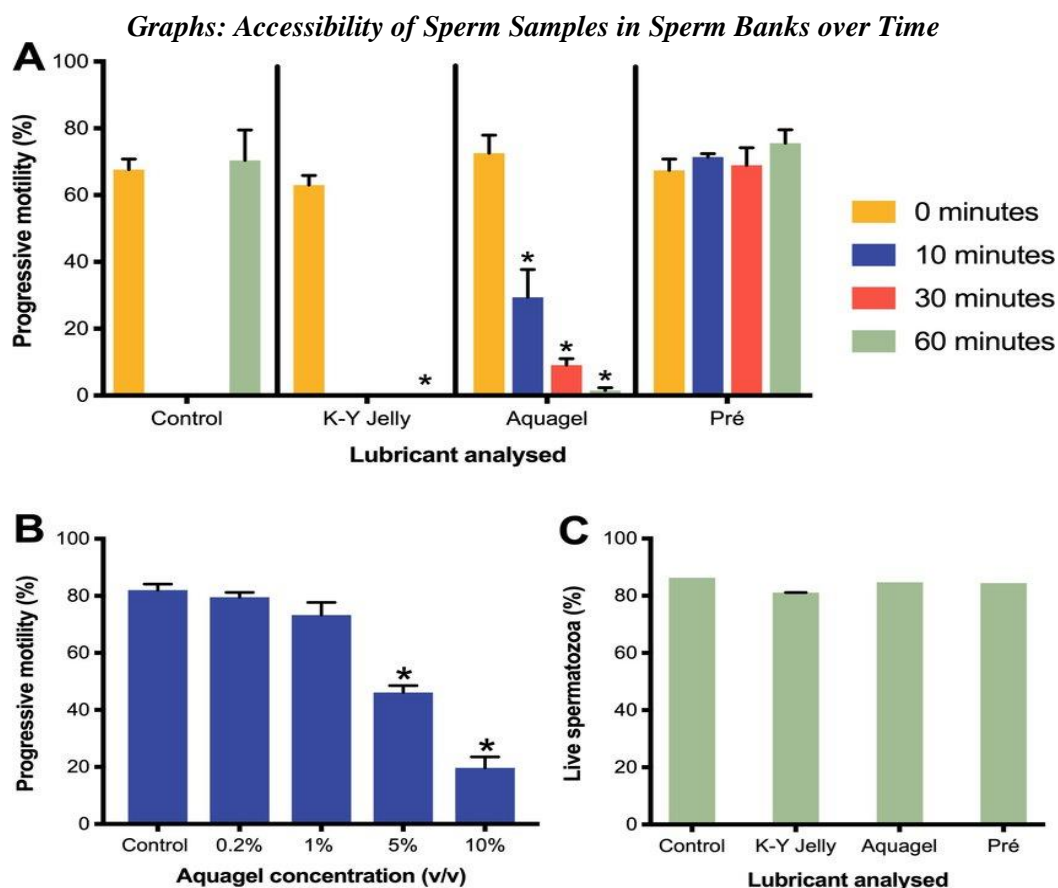 Graphs: Accessibility of Sperm Samples in Sperm Banks over Time
A
Progressive motility (%)
100
80
60
40
20
0
*
*
*
*
Control K-Y Jelly Aquagel Pré
Lubricant analysed
0 minutes
10 minutes
30 minutes
60 minutes
B
Progressive motility (%)
100
80
60
40
20
0
*
*
Control 0.2% 1% 5% 10%
Aquagel concentration (v/v)
C
Live spermatozoa (%)
100
80
60
40
20
0
Control K-Y Jelly Aquagel Pré
Lubricant analysed